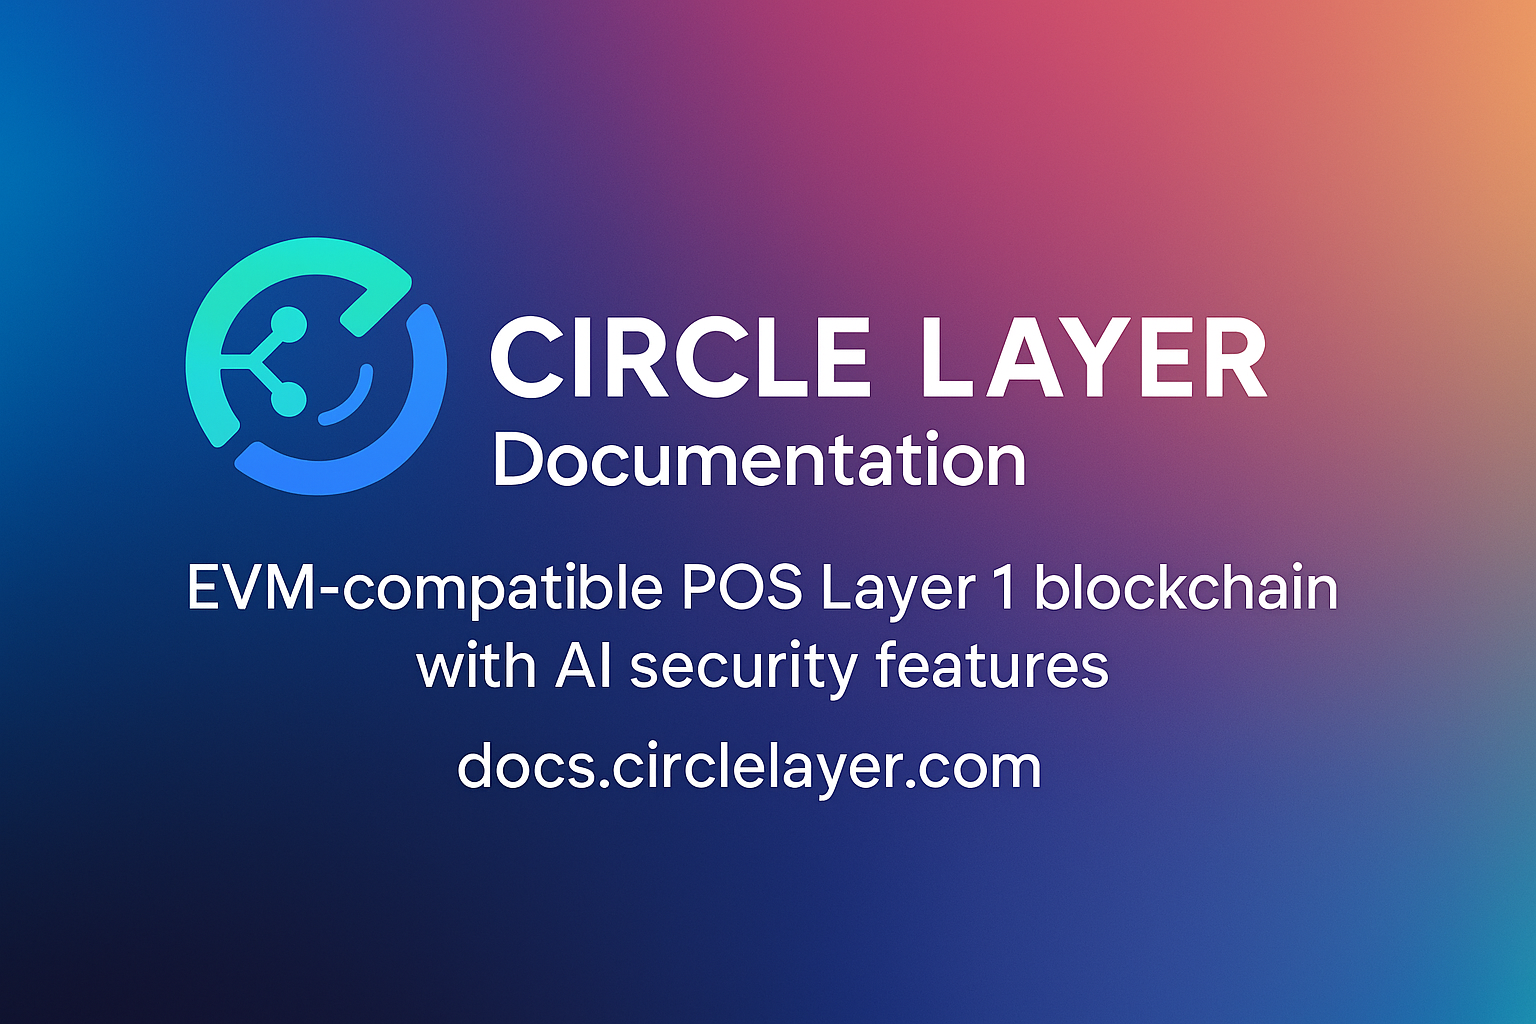 CIRCLE LAYER
Documentation
EVM-compatible POS Layer 1 blockchain
with AI security features
docs.circlelayer.com